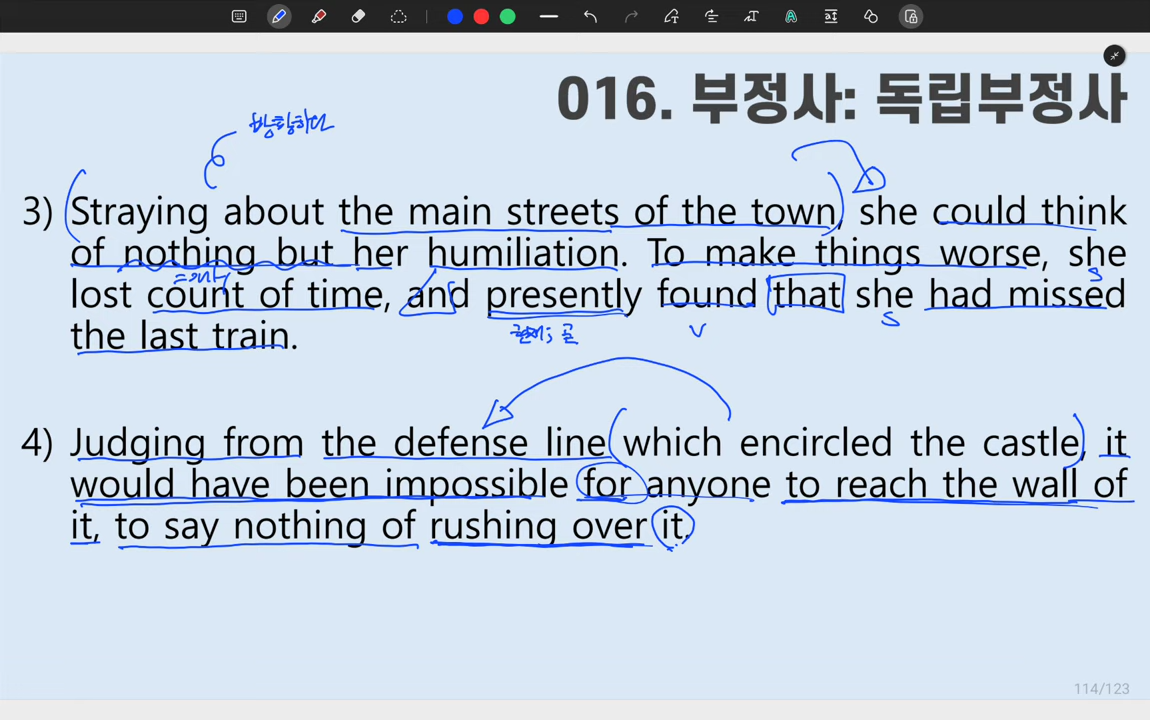 016. 부정사: 독립부정사
방황하다
3) Straying about the main streets of the town, she could think
of nothing but her humiliation. To make things worse, she
S
lost count of time, and presently found that she had missed
V S
the last train.
4) Judging from the defense line which encircled the castle, it
would have been impossible for anyone to reach the wall of
it, to say nothing of rushing over it.
114/123